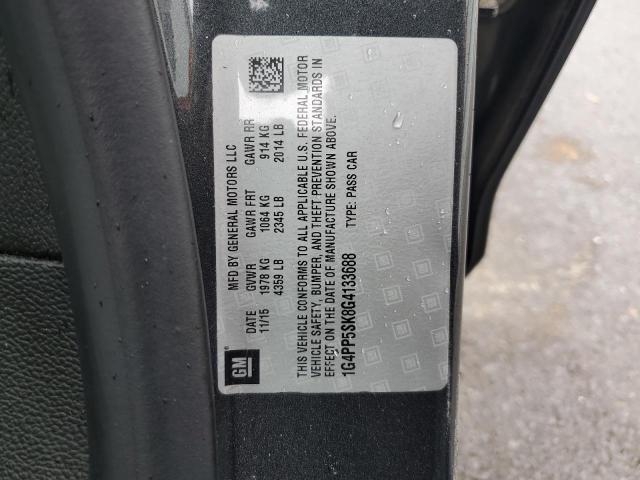 MFD BY GENERAL MOTORS LLC
DATE GVWR GAWR FRT GAWR RR
11/15 1978 KG 1064 KG 914 KG
4359 LB 2345 LB 2014 LB
THIS VEHICLE CONFORMS TO ALL APPLICABLE U.S. FEDERAL MOTOR
VEHICLE SAFETY, BUMPER, AND THEFT PREVENTION STANDARDS IN
EFFECT ON THE DATE OF MANUFACTURE SHOWN ABOVE.
1G4PP5SK8G4133688 TYPE: PASS CAR
GM